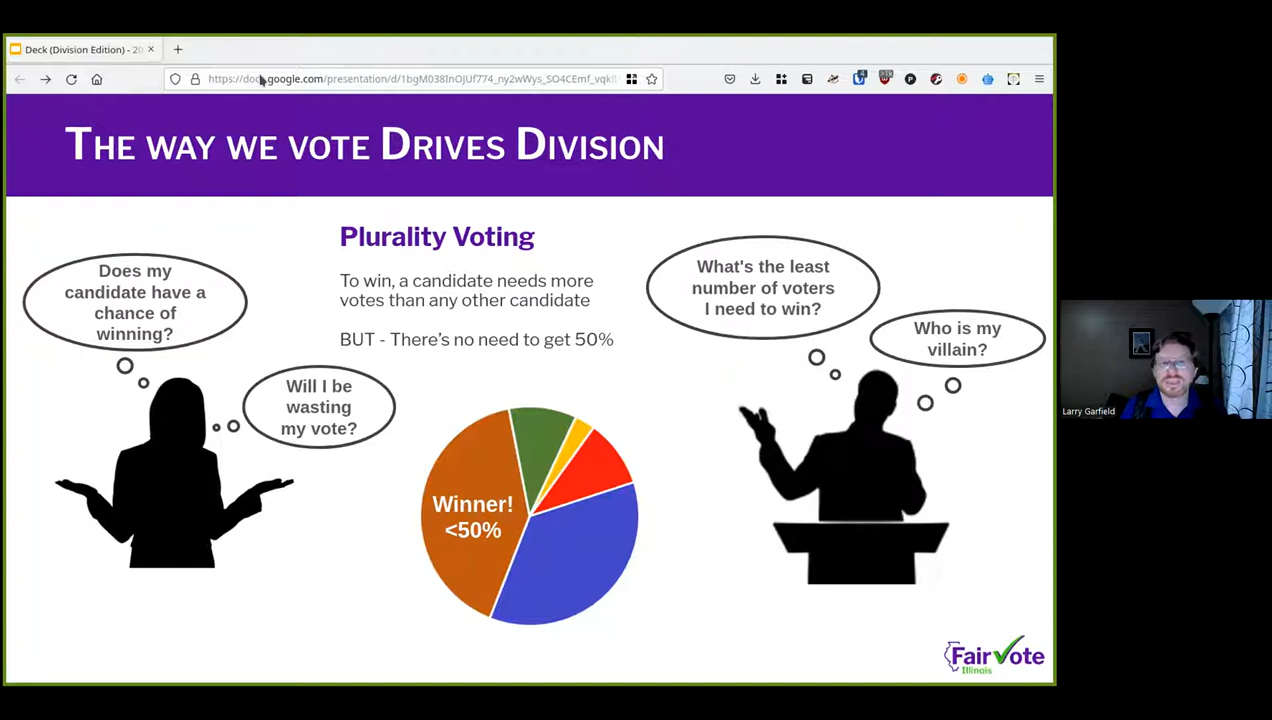 Deck (Division Edition) - 20
https://docs.google.com/presentation/d/
THE WAY WE VOTE DRIVES DIVISION
Plurality Voting
To win, a candidate needs more
votes than any other candidate
BUT - There's no need to get 50%
Does my
candidate have a
chance of
winning?
Will I be
wasting
my vote?
What's the least
number of voters
I need to win?
Who is my
villain?
Winner!
<50%
Larry Garfield
FairVote
Illinois